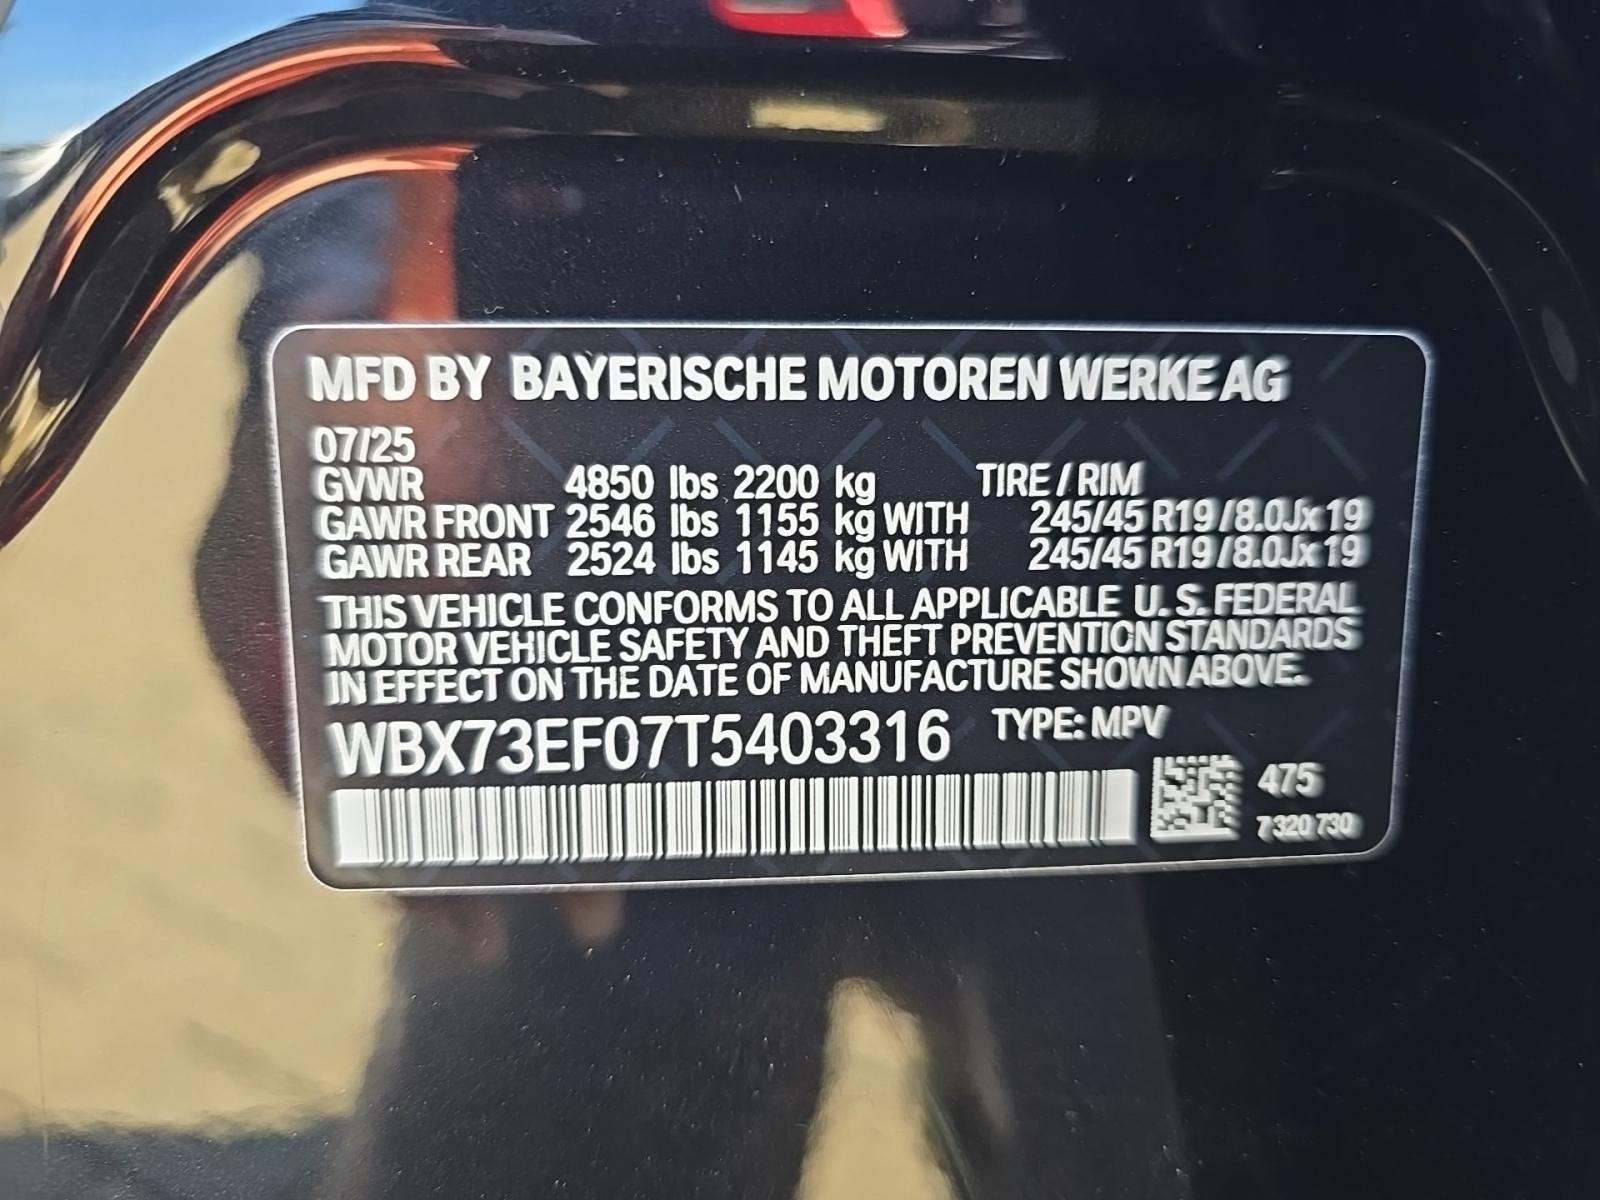 MFD BY BAYERISCHE MOTOREN WERKE AG
07/25
GVWR 4850 lbs 2200 kg TIRE / RIM
GAWR FRONT 2546 lbs 1155 kg WITH 245/45 R19 /8.0Jx19
GAWR REAR 2524 lbs 1145 kg WITH 245/45 R19 /8.0Jx19
THIS VEHICLE CONFORMS TO ALL APPLICABLE U.S. FEDERAL
MOTOR VEHICLE SAFETY AND THEFT PREVENTION STANDARDS
IN EFFECT ON THE DATE OF MANUFACTURE SHOWN ABOVE.
WBX73EF07T5403316 TYPE: MPV
475
7 320 730